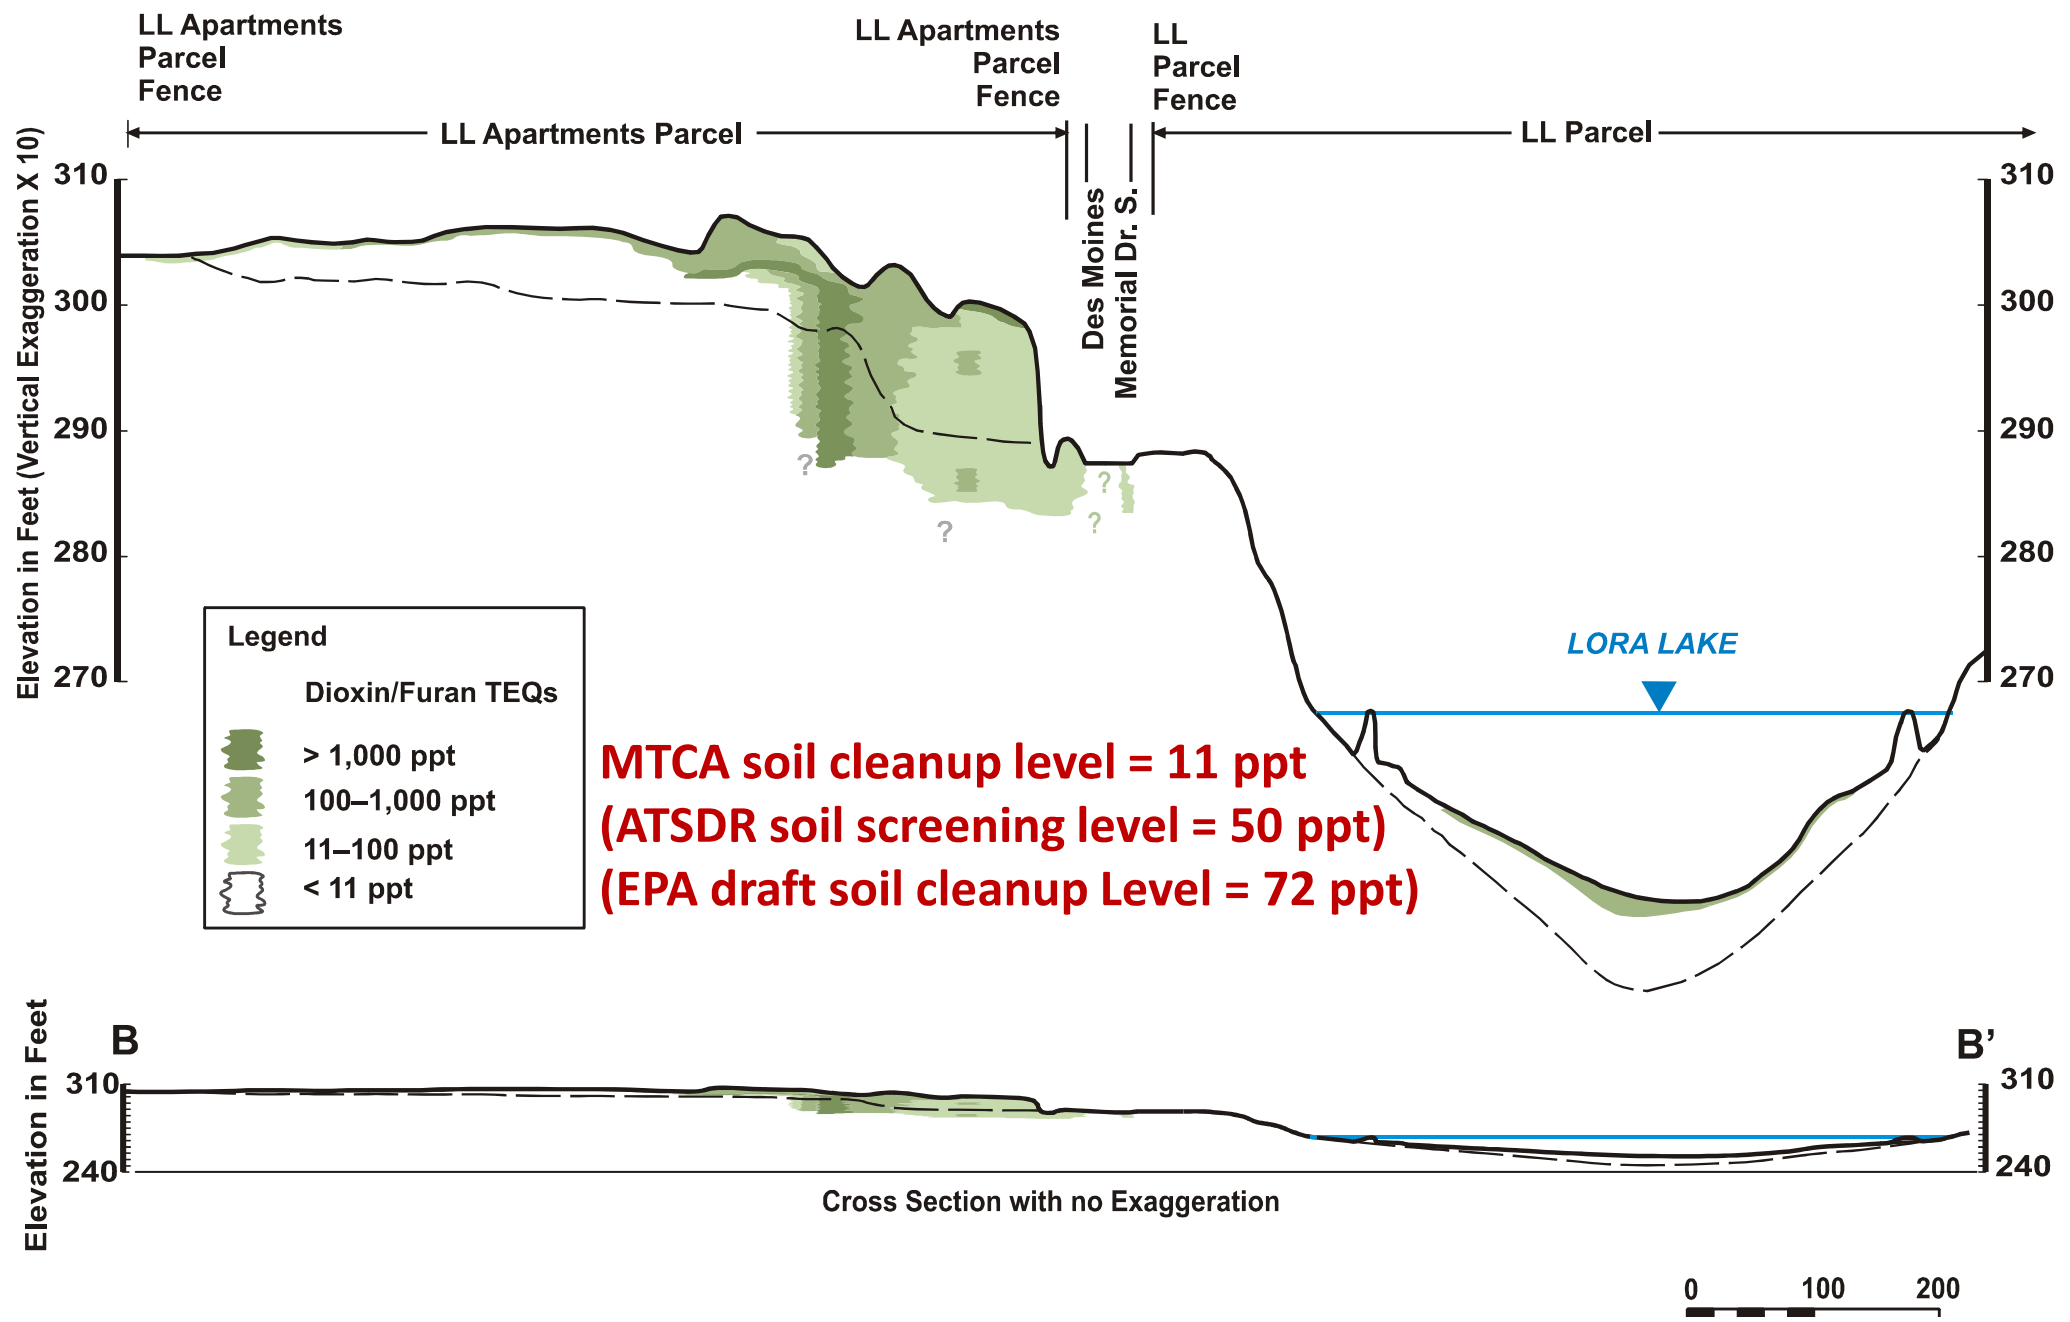 LL Apartments
Parcel
Fence
LL Apartments
Parcel
Fence
LL
Parcel
Fence
LL Apartments Parcel
LL Parcel
Des Moines
Memorial Dr. S.
Elevation in Feet (Vertical Exaggeration X 10)
310
300
290
280
270
310
300
290
280
270
?
?
?
?
LORA LAKE
Legend
Dioxin/Furan TEQs
> 1,000 ppt
100–1,000 ppt
11–100 ppt
< 11 ppt
MTCA soil cleanup level = 11 ppt
(ATSDR soil screening level = 50 ppt)
(EPA draft soil cleanup Level = 72 ppt)
Elevation in Feet
B
B’
310
240
310
240
Cross Section with no Exaggeration
0 100 200